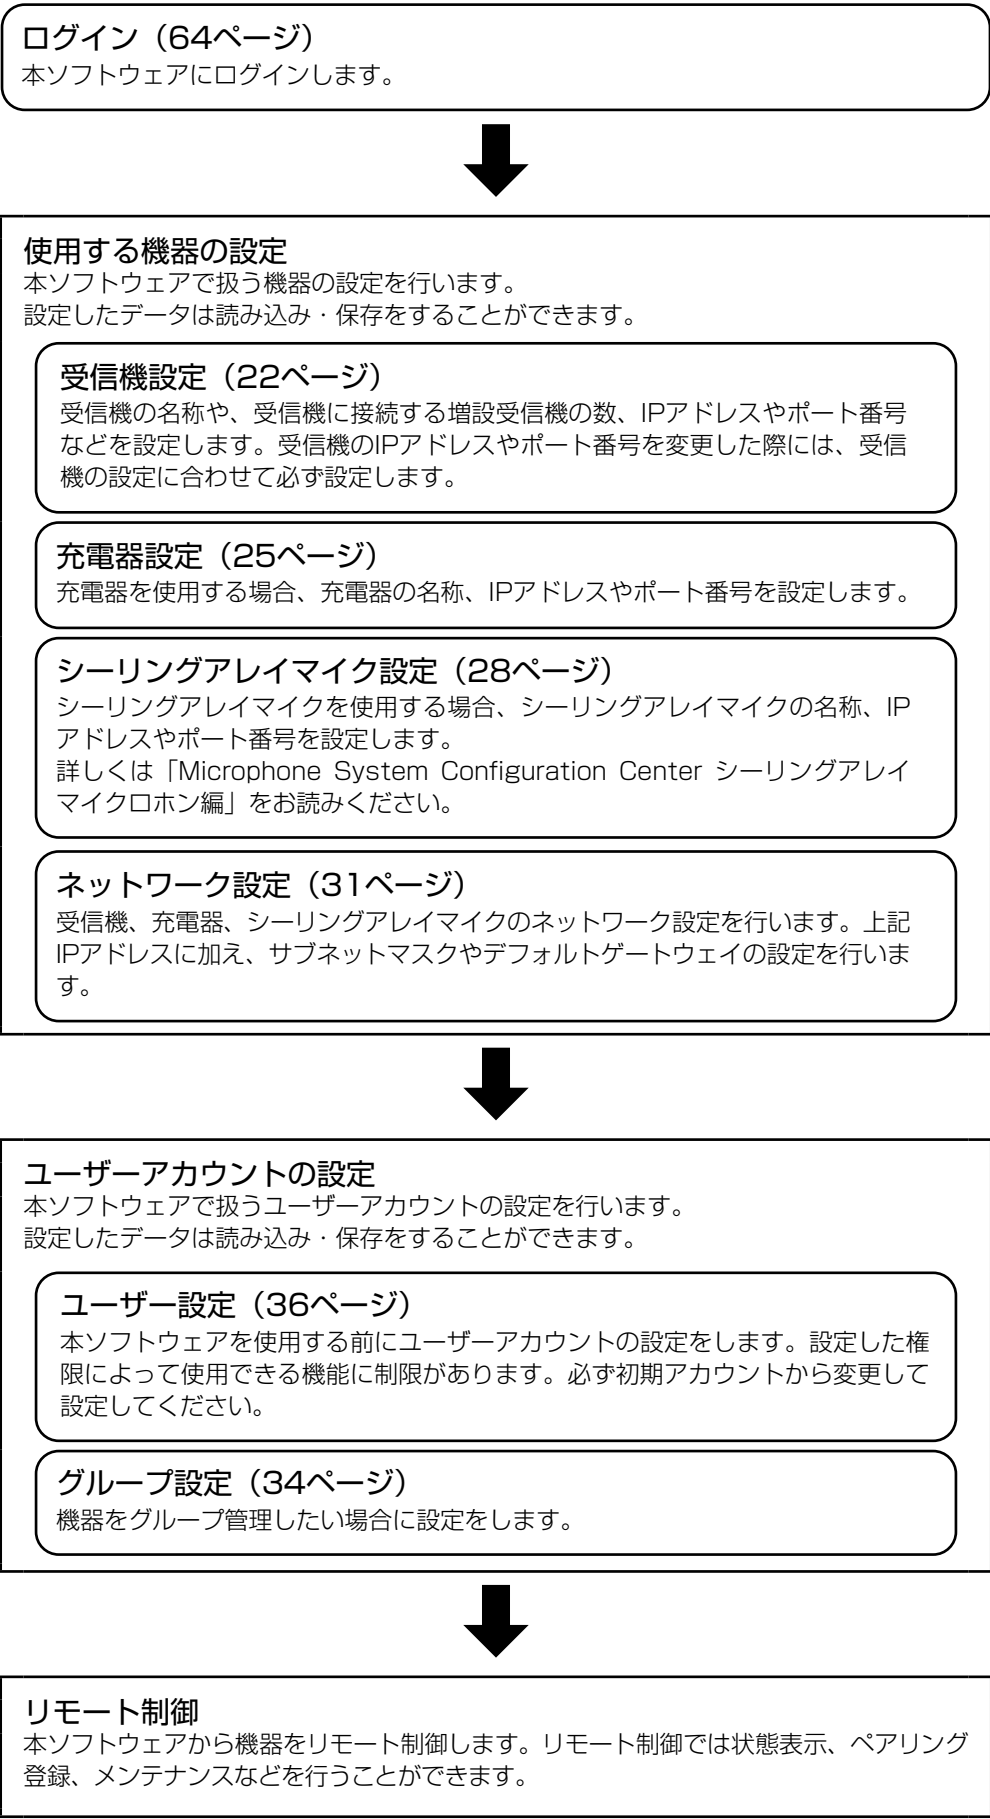 ログイン（64ページ）
本ソフトウェアにログインします。
使用する機器の設定
本ソフトウェアで扱う機器の設定を行います。
設定したデータは読み込み・保存をすることができます。
受信機設定（22ページ）
受信機の名称や、受信機に接続する増設受信機の数、IPアドレスやポート番号
などを設定します。受信機のIPアドレスやポート番号を変更した際には、受信
機の設定に合わせて必ず設定します。
充電器設定（25ページ）
充電器を使用する場合、充電器の名称、IPアドレスやポート番号を設定します。
シーリングアレイマイク設定（28ページ）
シーリングアレイマイクを使用する場合、シーリングアレイマイクの名称、IP
アドレスやポート番号を設定します。
詳しくは「Microphone System Configuration Center シーリングアレイ
マイクロホン編」をお読みください。
ネットワーク設定（31ページ）
受信機、充電器、シーリングアレイマイクのネットワーク設定を行います。上記
IPアドレスに加え、サブネットマスクやデフォルトゲートウェイの設定を行いま
す。
ユーザーアカウントの設定
本ソフトウェアで扱うユーザーアカウントの設定を行います。
設定したデータは読み込み・保存をすることができます。
ユーザー設定（36ページ）
本ソフトウェアを使用する前にユーザーアカウントの設定をします。設定した権
限によって使用できる機能に制限があります。必ず初期アカウントから変更して
設定してください。
グループ設定（34ページ）
機器をグループ管理したい場合に設定をします。
リモート制御
本ソフトウェアから機器をリモート制御します。リモート制御では状態表示、ペアリング
登録、メンテナンスなどを行うことができます。